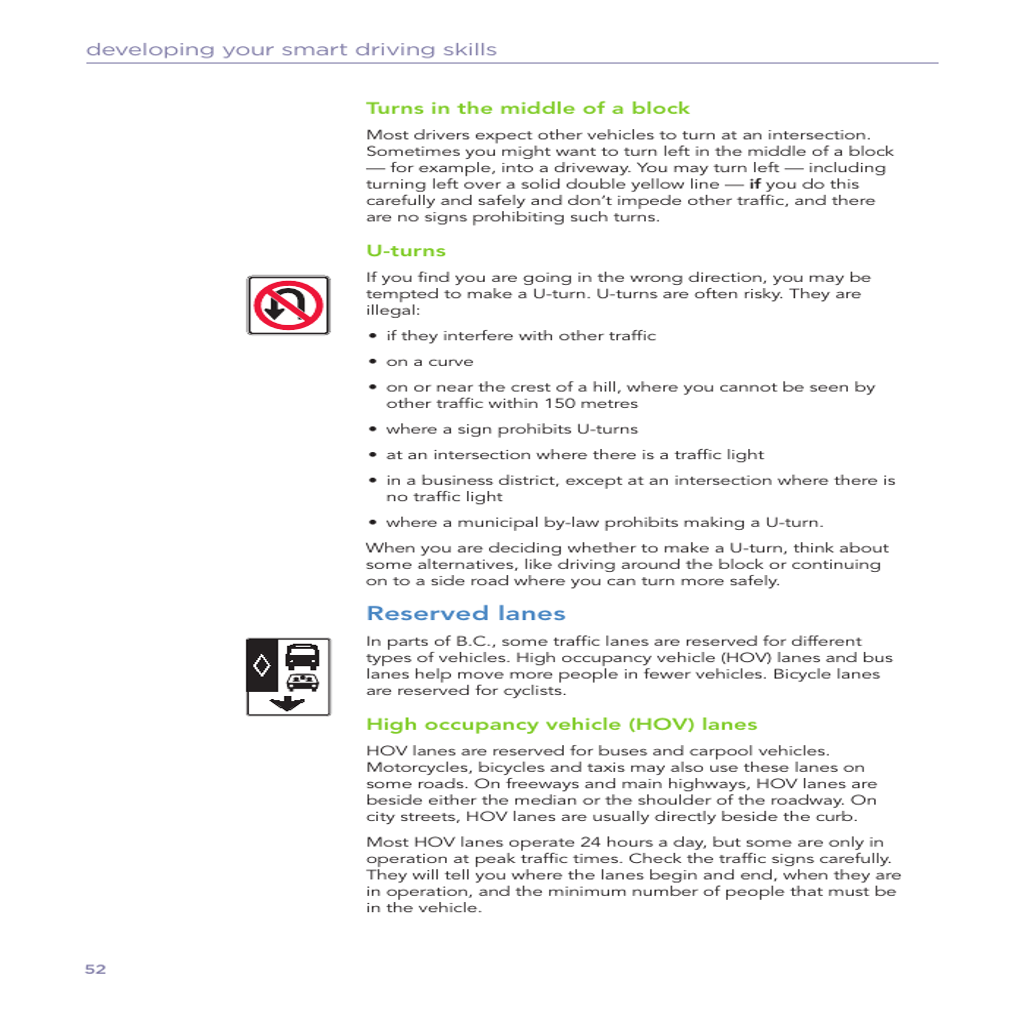 developing your smart driving skills
Turns in the middle of a block
Most drivers expect other vehicles to turn at an intersection.
Sometimes you might want to turn left in the middle of a block
— for example, into a driveway. You may turn left — including
turning left over a solid double yellow line — if you do this
carefully and safely and don’t impede other traffic, and there
are no signs prohibiting such turns.
U-turns
If you find you are going in the wrong direction, you may be
tempted to make a U-turn. U-turns are often risky. They are
illegal:
• if they interfere with other traffic
• on a curve
• on or near the crest of a hill, where you cannot be seen by
other traffic within 150 metres
• where a sign prohibits U-turns
• at an intersection where there is a traffic light
• in a business district, except at an intersection where there is
no traffic light
• where a municipal by-law prohibits making a U-turn.
When you are deciding whether to make a U-turn, think about
some alternatives, like driving around the block or continuing
on to a side road where you can turn more safely.
Reserved lanes
In parts of B.C., some traffic lanes are reserved for different
types of vehicles. High occupancy vehicle (HOV) lanes and bus
lanes help move more people in fewer vehicles. Bicycle lanes
are reserved for cyclists.
High occupancy vehicle (HOV) lanes
HOV lanes are reserved for buses and carpool vehicles.
Motorcycles, bicycles and taxis may also use these lanes on
some roads. On freeways and main highways, HOV lanes are
beside either the median or the shoulder of the roadway. On
city streets, HOV lanes are usually directly beside the curb.
Most HOV lanes operate 24 hours a day, but some are only in
operation at peak traffic times. Check the traffic signs carefully.
They will tell you where the lanes begin and end, when they are
in operation, and the minimum number of people that must be
in the vehicle.
52